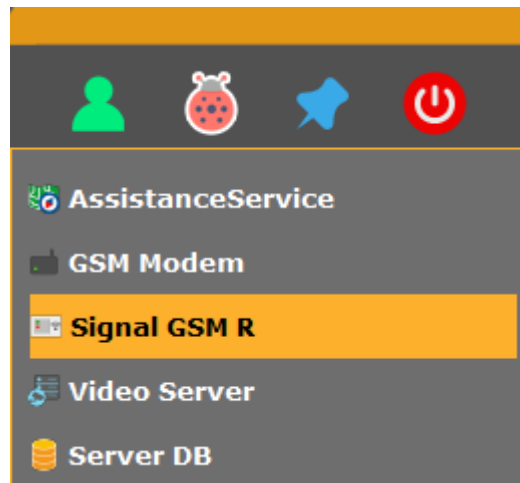 AssistanceService
GSM Modem
Signal GSM R
Video Server
Server DB